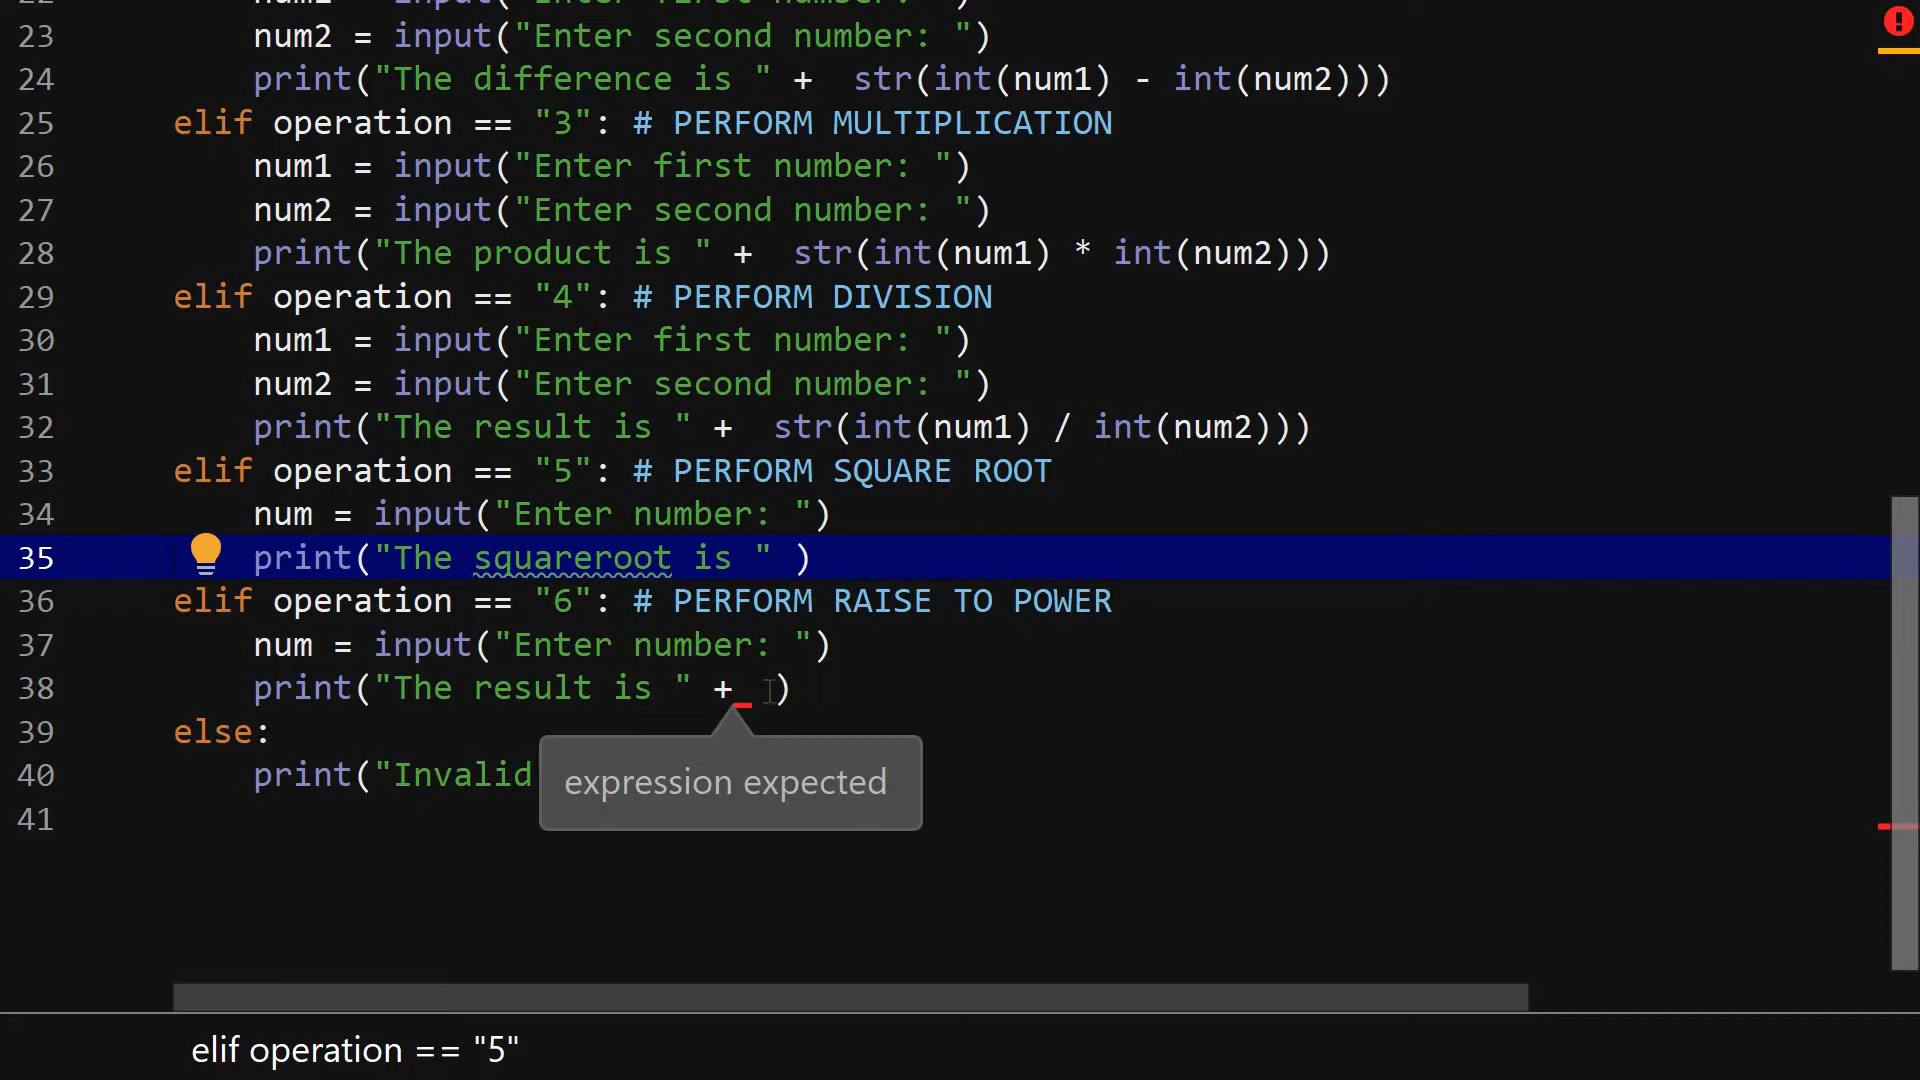 22 num1 = input("Enter first number: ")
23 num2 = input("Enter second number: ")
24 print("The difference is " +  str(int(num1) - int(num2)))
25 elif operation == "3": # PERFORM MULTIPLICATION
26 num1 = input("Enter first number: ")
27 num2 = input("Enter second number: ")
28 print("The product is " +  str(int(num1) * int(num2)))
29 elif operation == "4": # PERFORM DIVISION
30 num1 = input("Enter first number: ")
31 num2 = input("Enter second number: ")
32 print("The result is " +  str(int(num1) / int(num2)))
33 elif operation == "5": # PERFORM SQUARE ROOT
34 num = input("Enter number: ")
35 print("The squareroot is " )
36 elif operation == "6": # PERFORM RAISE TO POWER
37 num = input("Enter number: ")
38 print("The result is " +  )
39 else:
40 print("Invalid
expression expected
41
elif operation == "5"